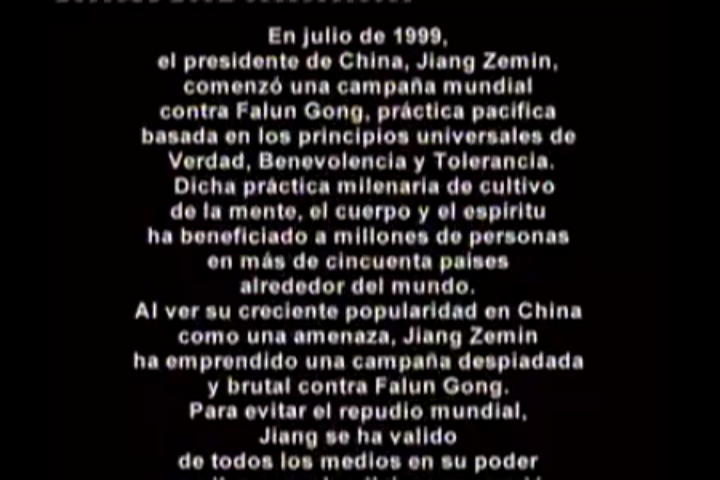 En julio de 1999,
el presidente de China, Jiang Zemin,
comenzó una campaña mundial
contra Falun Gong, práctica pacifica
basada en los principios universales de
Verdad, Benevolencia y Tolerancia.
Dicha práctica milenaria de cultivo
de la mente, el cuerpo y el espiritu
ha beneficiado a millones de personas
en más de cincuenta paises
alrededor del mundo.
Al ver su creciente popularidad en China
como una amenaza, Jiang Zemin
ha emprendido una campaña despiadada
y brutal contra Falun Gong.
Para evitar el repudio mundial,
Jiang se ha valido
de todos los medios en su poder